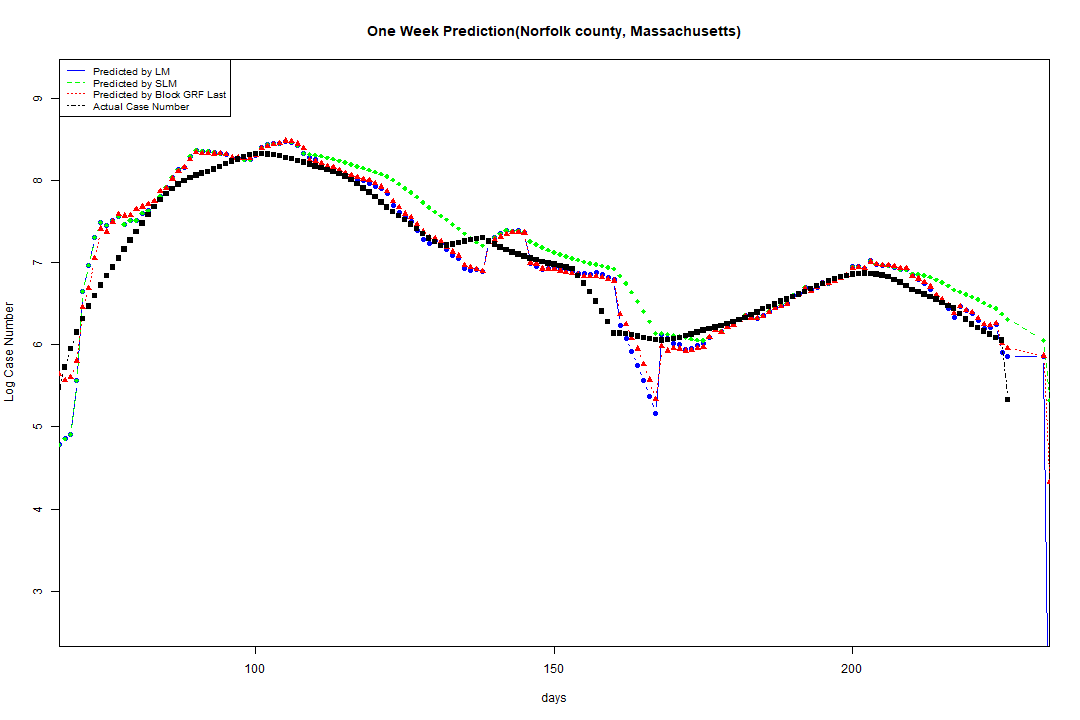 One Week Prediction(Norfolk county, Massachusetts)
Predicted by LM
Predicted by SLM
Predicted by Block GRF Last
Actual Case Number
9
8
7
6
5
4
3
Log Case Number
100 150 200
days